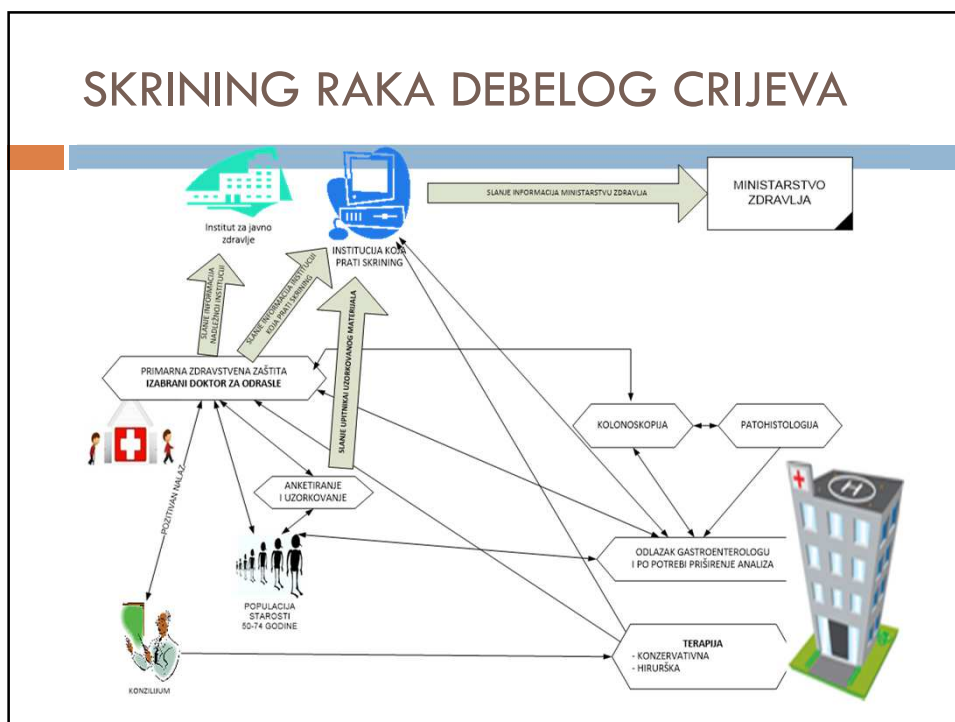 SKRINING RAKA DEBELOG CRIJEVA
Institut za javno
zdravlje
INSTITUCIJA KOJA
PRATI SKRINING
SLANJE INFORMACIJA MINISTARSTVU ZDRAVLJA
MINISTARSTVO
ZDRAVLJA
SLANJE INFORMACIJA
NADLEŽNOJ INSTITUCIJI
SLANJE INFORMACIJA INSTITUCIJI
KOJA PRATI SKRINING
SLANJE UPITNIKAI UZORKOVANOG MATERIJALA
PRIMARNA ZDRAVSTVENA ZAŠTITA
IZABRANI DOKTOR ZA ODRASLE
KOLONOSKOPIJA
PATOHISTOLOGIJA
ANKETIRANJE
I UZORKOVANJE
POZITIVAN NALAZ
POPULACIJA
STAROSTI
50-74 GODINE
ODLAZAK GASTROENTEROLOGU
I PO POTREBI PRIŠIRENJE ANALIZA
H
TERAPIJA
- KONZERVATIVNA
- HIRURŠKA
KONZILIJUM